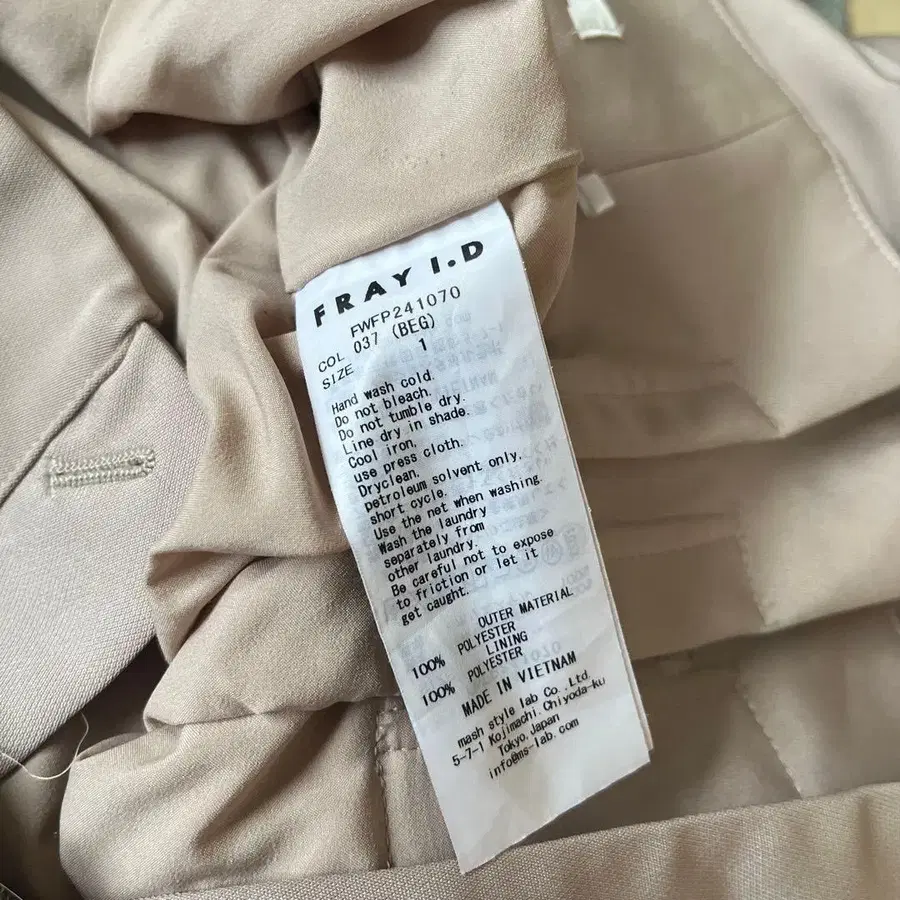 FRAY I.D
FWFP241070
COL 037 (BEG)
SIZE 1
Hand wash cold.
Do not bleach.
Do not tumble dry.
Line dry in shade.
Cool iron.
use press cloth.
Dryclean.
petroleum solvent only,
short cycle.
Use the net when washing.
Wash the laundry
separately from
other laundry.
Be careful not to expose
to friction or let it
get caught.
OUTER MATERIAL
100% POLYESTER
LINING
100% POLYESTER
MADE IN VIETNAM
mash style lab Co.,Ltd.
5-7-1 Kojimachi, Chiyoda-ku
Tokyo, Japan
info@ms-lab.com